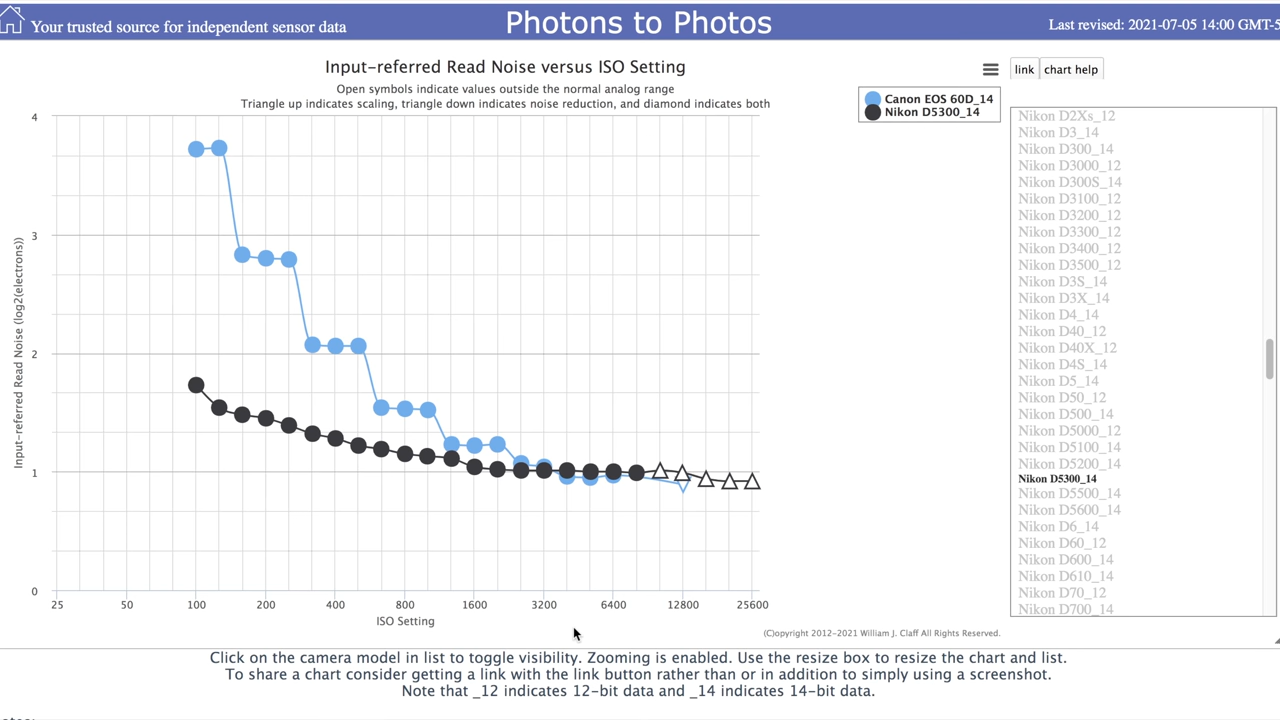 Your trusted source for independent sensor data
Photons to Photos
Last revised: 2021-07-05 14:00 GMT-5
Input-referred Read Noise versus ISO Setting
Open symbols indicate values outside the normal analog range
Triangle up indicates scaling, triangle down indicates noise reduction, and diamond indicates both
link
chart help
Canon EOS 60D_14
Nikon D5300_14
4
3
2
1
0
Input-referred Read Noise (log2(electrons))
25
50
100
200
400
800
1600
3200
6400
12800
25600
ISO Setting
(C)opyright 2012-2021 William J. Claff All Rights Reserved.
Nikon D2Xs_12
Nikon D3_14
Nikon D300_14
Nikon D3000_12
Nikon D300S_14
Nikon D3100_12
Nikon D3200_12
Nikon D3300_12
Nikon D3400_12
Nikon D3500_12
Nikon D3S_14
Nikon D3X_14
Nikon D4_14
Nikon D40_12
Nikon D40X_12
Nikon D4S_14
Nikon D5_14
Nikon D50_12
Nikon D500_14
Nikon D5000_12
Nikon D5100_14
Nikon D5200_14
Nikon D5300_14
Nikon D5500_14
Nikon D5600_14
Nikon D6_14
Nikon D60_12
Nikon D600_14
Nikon D610_14
Nikon D70_12
Nikon D700_14
Click on the camera model in list to toggle visibility. Zooming is enabled. Use the resize box to resize the chart and list.
To share a chart consider getting a link with the link button rather than or in addition to simply using a screenshot.
Note that _12 indicates 12-bit data and _14 indicates 14-bit data.